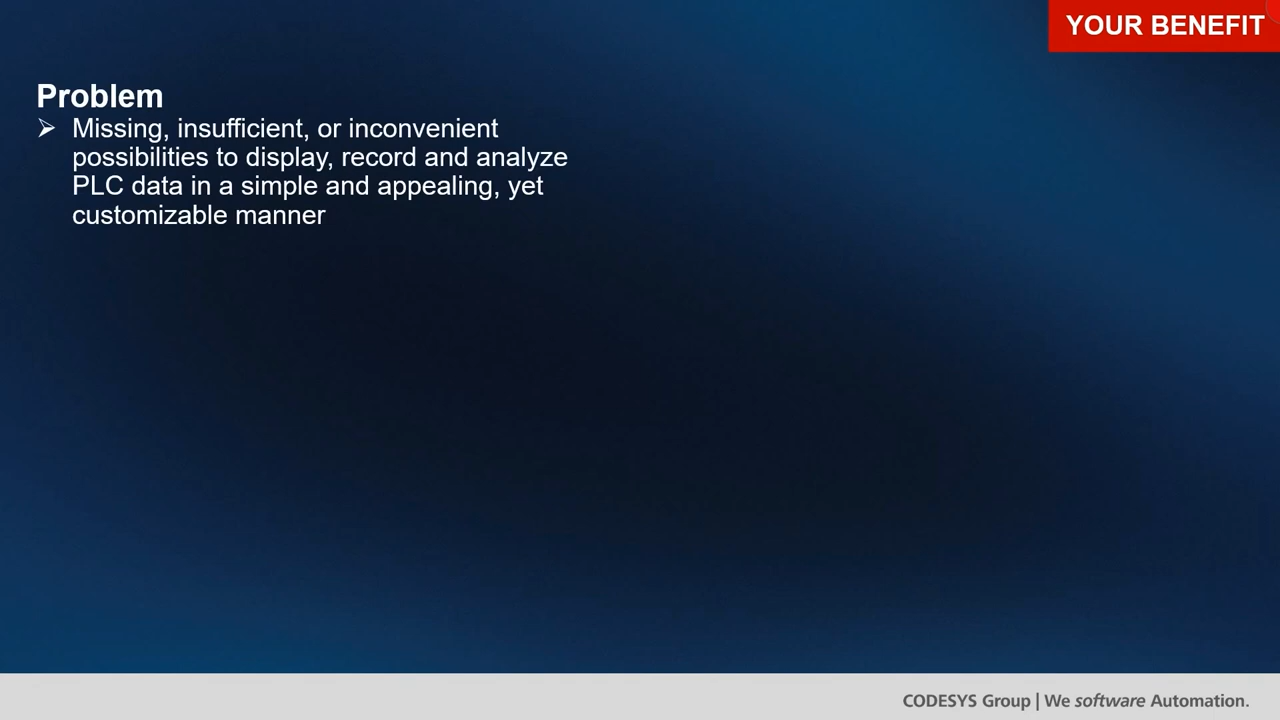 YOUR BENEFIT
Problem
➢ Missing, insufficient, or inconvenient
possibilities to display, record and analyze
PLC data in a simple and appealing, yet
customizable manner
CODESYS Group | We software Automation.